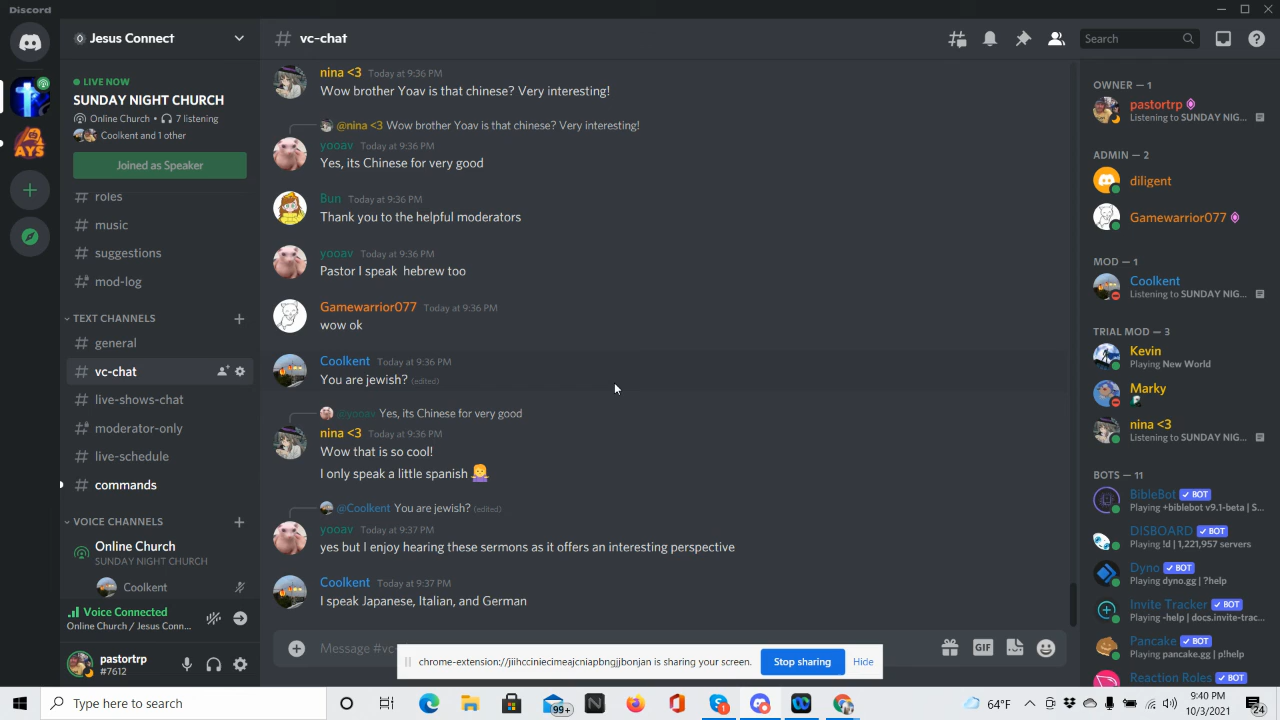 Discord
Jesus Connect
# vc-chat
Search
LIVE NOW
SUNDAY NIGHT CHURCH
Online Church • 7 listening
Coolkent and 1 other
Joined as Speaker
roles
music
suggestions
mod-log
TEXT CHANNELS
general
vc-chat
live-shows-chat
moderator-only
live-schedule
commands
VOICE CHANNELS
Online Church
SUNDAY NIGHT CHURCH
Coolkent
Voice Connected
Online Church / Jesus Conn...
pastortrp
#7612
AYS
nina <3 Today at 9:36 PM
Wow brother Yoav is that chinese? Very interesting!
@nina <3 Wow brother Yoav is that chinese? Very interesting!
yooav Today at 9:36 PM
Yes, its Chinese for very good
Bun Today at 9:36 PM
Thank you to the helpful moderators
yooav Today at 9:36 PM
Pastor I speak hebrew too
Gamewarrior077 Today at 9:36 PM
wow ok
Coolkent Today at 9:36 PM
You are jewish? (edited)
@yooav Yes, its Chinese for very good
nina <3 Today at 9:36 PM
Wow that is so cool!
I only speak a little spanish
@Coolkent You are jewish? (edited)
yooav Today at 9:37 PM
yes but I enjoy hearing these sermons as it offers an interesting perspective
Coolkent Today at 9:37 PM
I speak Japanese, Italian, and German
Message #vc
GIF
chrome-extension://jiihcciniecimeajcniapbngjjbonjan is sharing your screen.
Stop sharing
Hide
OWNER — 1
pastortrp
Listening to SUNDAY NIG...
ADMIN — 2
diligent
Gamewarrior077
MOD — 1
Coolkent
Listening to SUNDAY NIG...
TRIAL MOD — 3
Kevin
Playing New World
Marky
nina <3
Listening to SUNDAY NIG...
BOTS — 11
BibleBot ✓ BOT
Playing +biblebot v9.1-beta | S...
DISBOARD ✓ BOT
Playing !d | 1,221,957 servers
Dyno ✓ BOT
Playing dyno.gg | ?help
Invite Tracker ✓ BOT
Playing -help | docs.invite-trac...
Pancake ✓ BOT
Playing pancake.gg | p!help
Reaction Roles ✓ BOT
Type here to search
99+
N
64°F
9:40 PM
10/3/2021
24